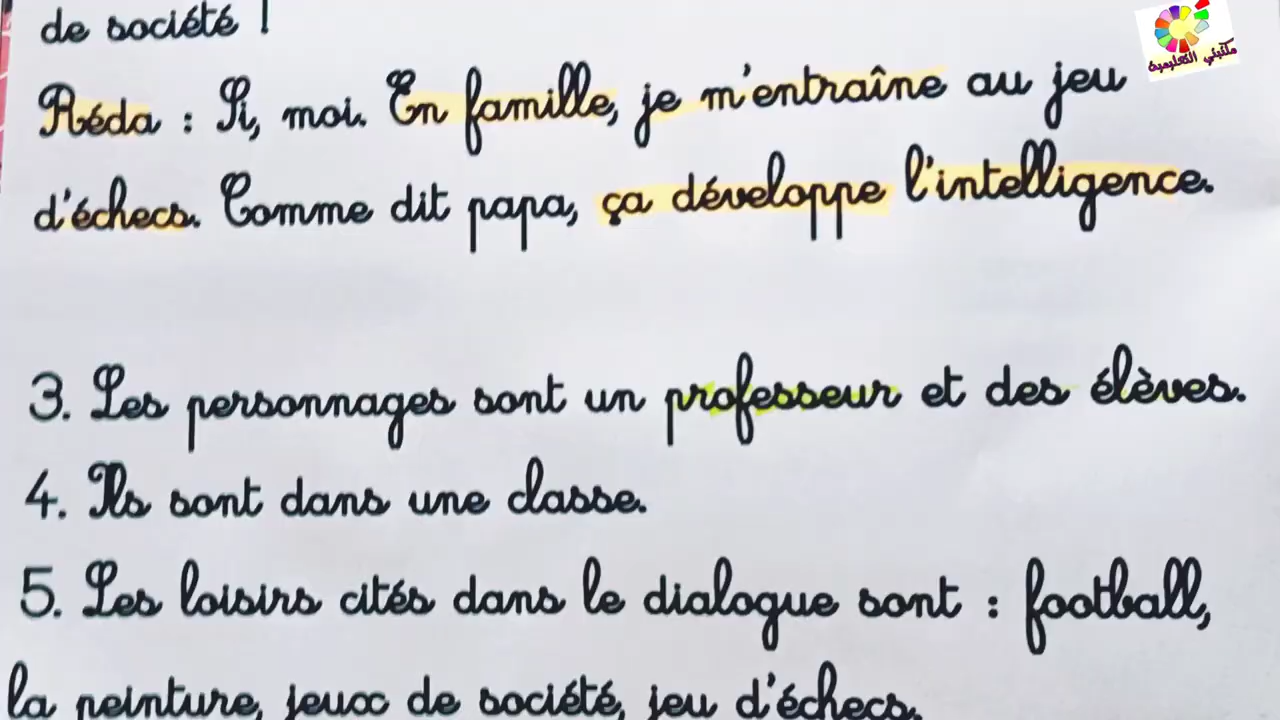 de société !
Réda : Si, moi. En famille, je m'entraîne au jeu
d'échecs. Comme dit papa, ça développe l'intelligence.
3. Les personnages sont un professeur et des élèves.
4. Ils sont dans une classe.
5. Les loisirs cités dans le dialogue sont : football,
la peinture, jeux de société, jeu d'échecs.
مكتبتي التعليمية